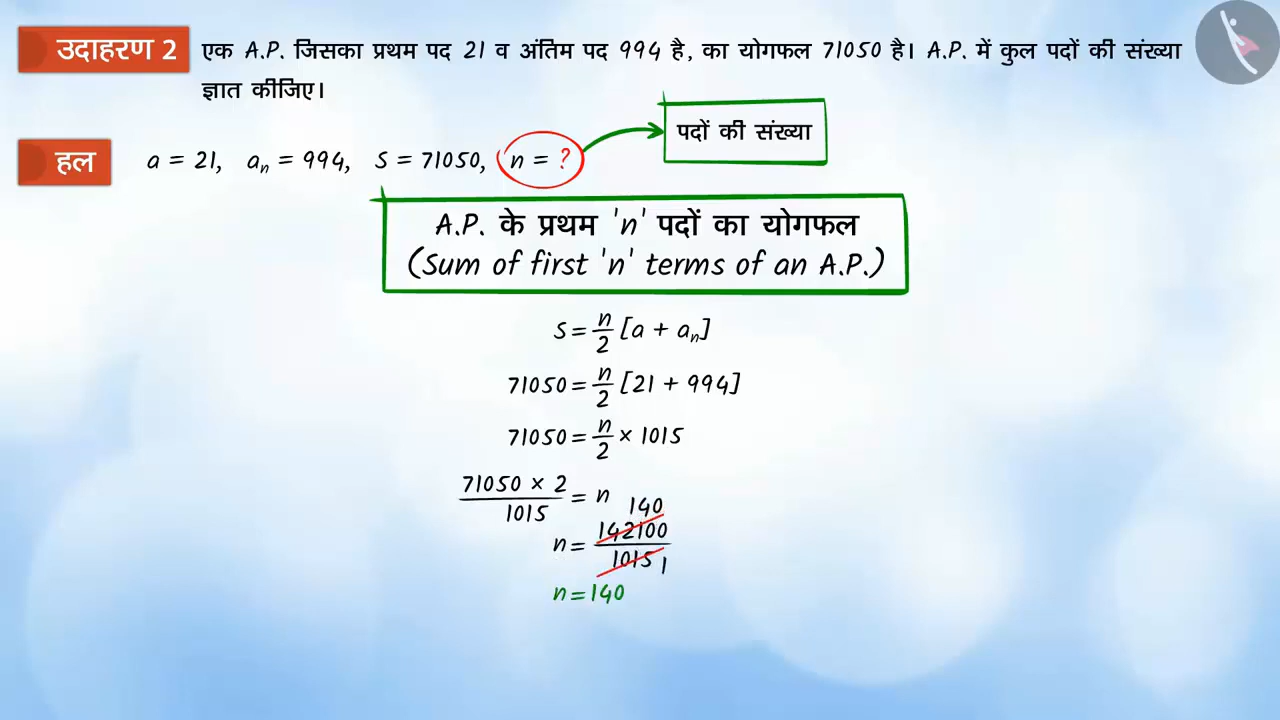 उदाहरण 2 एक A.P. जिसका प्रथम पद 21 व अंतिम पद 994 है, का योगफल 71050 है। A.P. में कुल पदों की संख्या
ज्ञात कीजिए।
पदों की संख्या
हल a = 21, aₙ = 994, S = 71050, n = ?
A.P. के प्रथम 'n' पदों का योगफल
(Sum of first 'n' terms of an A.P.)
S = n/2 [a + aₙ]
71050 = n/2 [21 + 994]
71050 = n/2 × 1015
71050 × 2/1015 = n
140
n = 142100/1015 1
n = 140